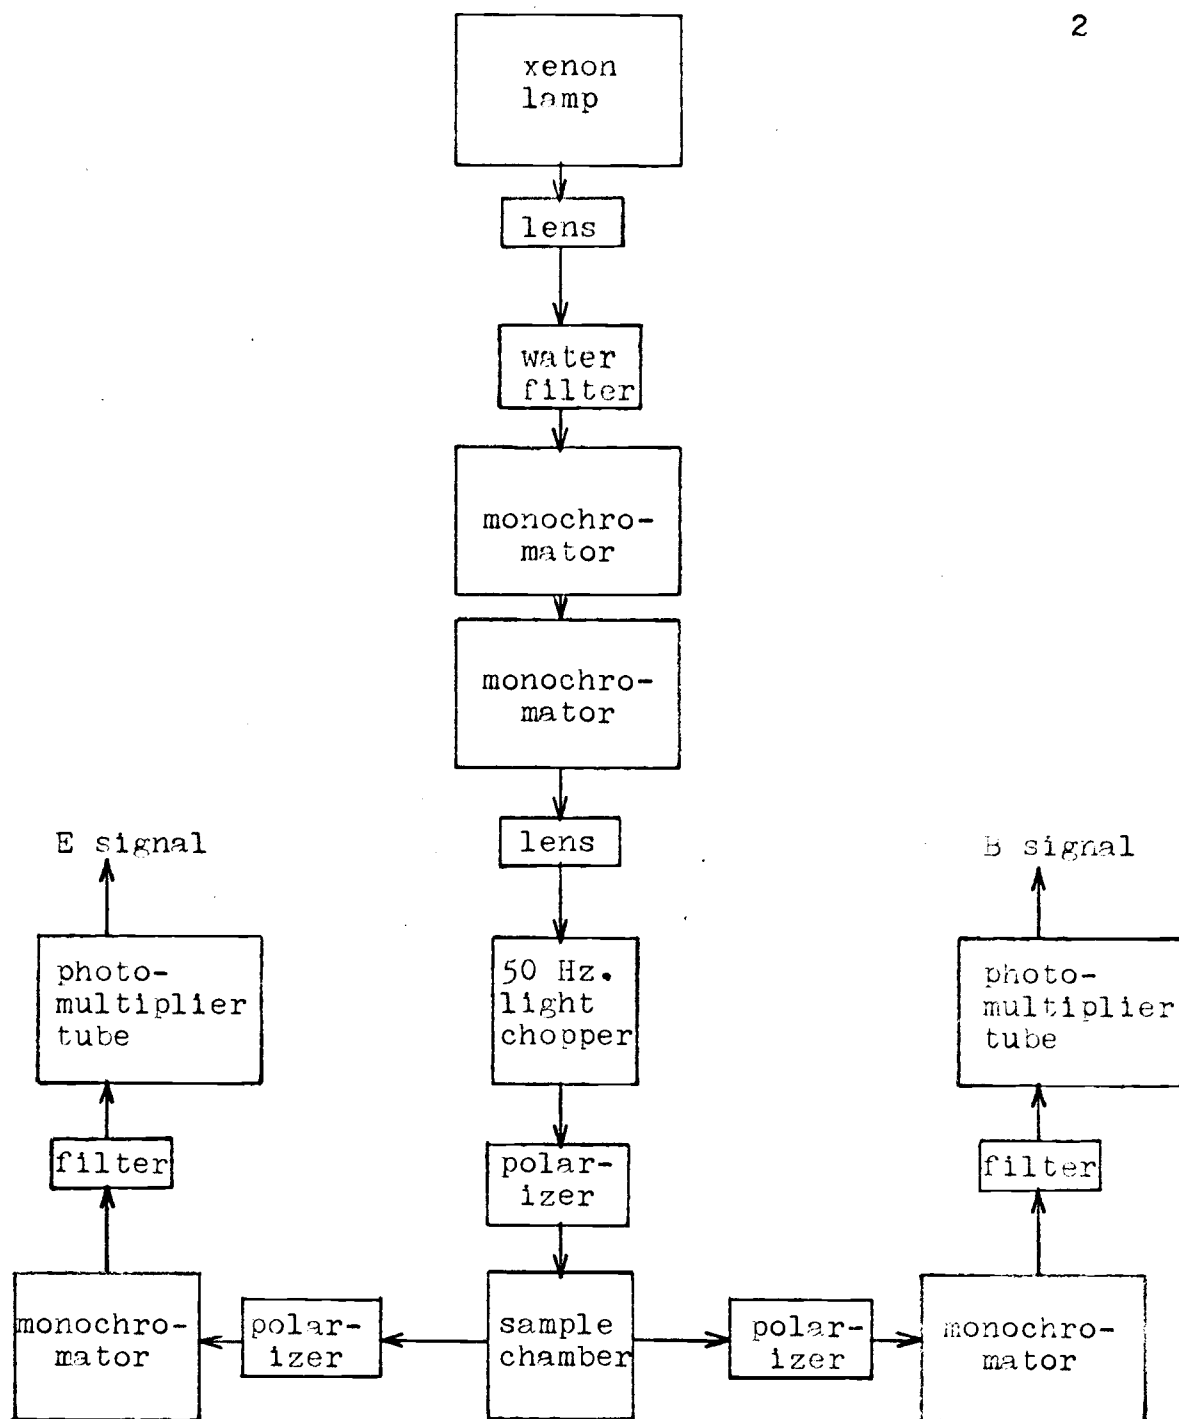 2
xenon
lamp
lens
water
filter
monochro-
mator
monochro-
mator
lens
E signal
B signal
50 Hz.
light
chopper
photo-
multiplier
tube
photo-
multiplier
tube
filter
polar-
izer
filter
monochro-
mator
polar-
izer
sample
chamber
polar-
izer
monochro-
mator